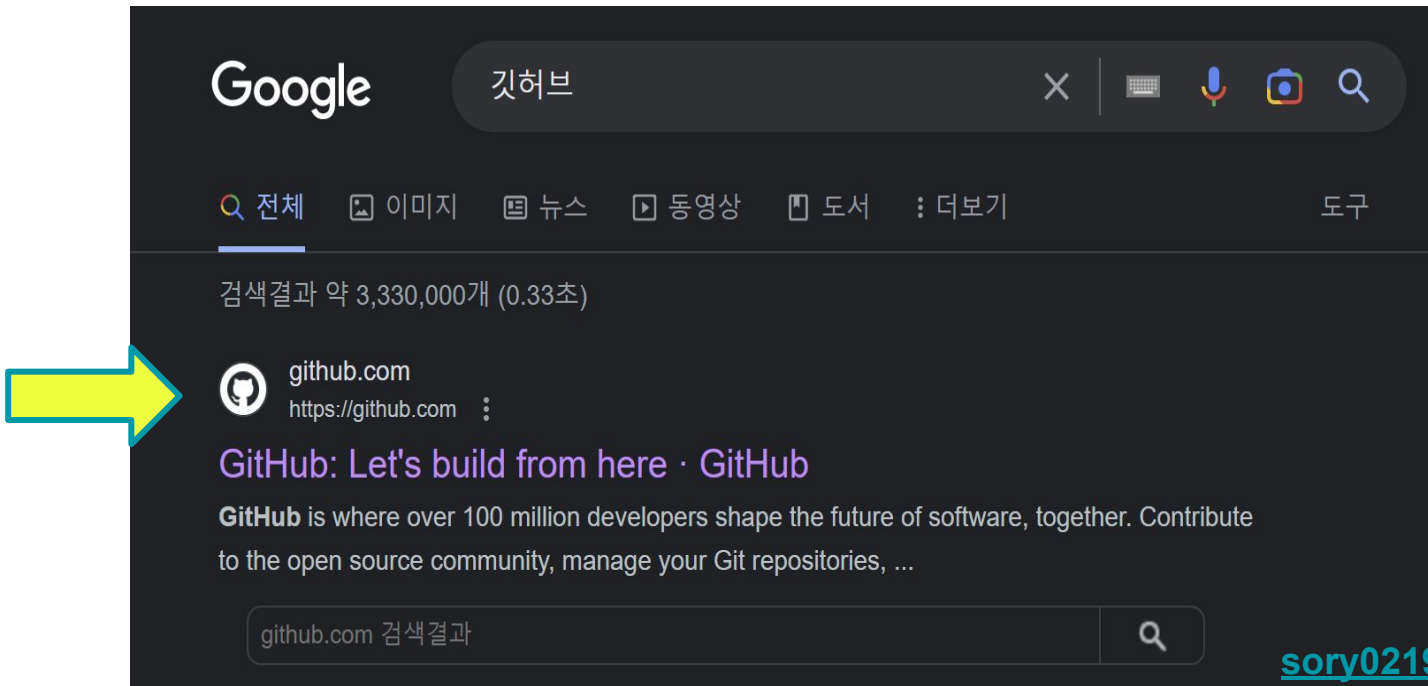 Google
깃허브
전체 이미지 뉴스 동영상 도서 더보기 도구
검색결과 약 3,330,000개 (0.33초)
github.com
https://github.com
GitHub: Let's build from here · GitHub
GitHub is where over 100 million developers shape the future of software, together. Contribute
to the open source community, manage your Git repositories, ...
github.com 검색결과
sory0219